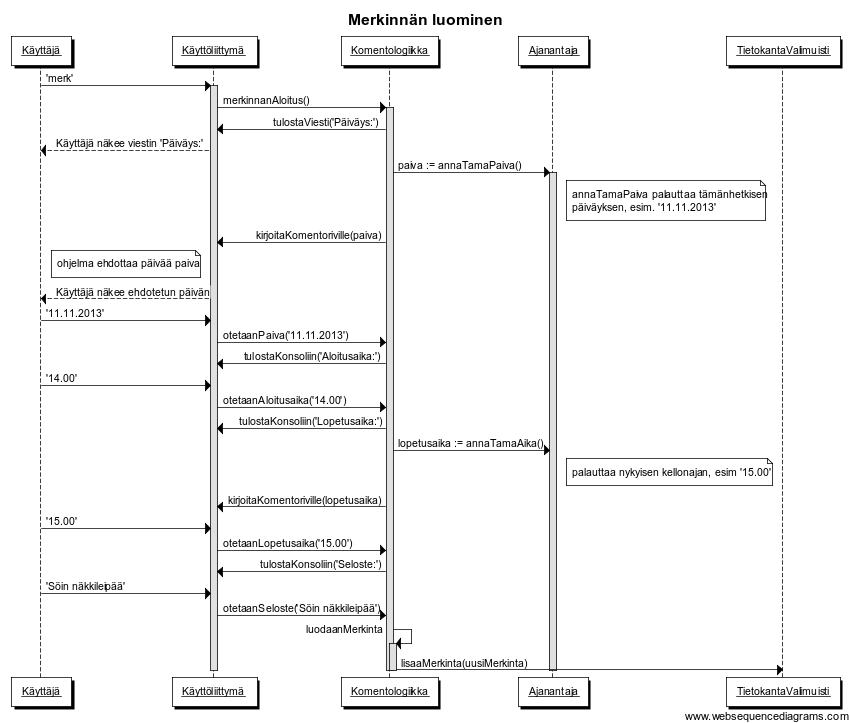 Merkinnän luominen
Käyttäjä
Käyttöliittymä
Komentologiikka
Ajanantaja
TietokantaValimuisti
'merk'
merkinnanAloitus()
tulostaViesti('Päiväys:')
Käyttäjä näkee viestin 'Päiväys:'
paiva := annaTamaPaiva()
annaTamaPaiva palauttaa tämänhetkisen
päiväyksen, esim. '11.11.2013'
kirjoitaKomentoriville(paiva)
ohjelma ehdottaa päivää paiva
Käyttäjä näkee ehdotetun päivän
'11.11.2013'
otetaanPaiva('11.11.2013')
tulostaKonsoliin('Aloitusaika:')
'14.00'
otetaanAloitusaika('14.00')
tulostaKonsoliin('Lopetusaika:')
lopetusaika := annaTamaAika()
palauttaa nykyisen kellonajan, esim '15.00'
kirjoitaKomentoriville(lopetusaika)
'15.00'
otetaanLopetusaika('15.00')
tulostaKonsoliin('Seloste:')
'Söin näkkileipää'
otetaanSeloste('Söin näkkileipää')
luodaanMerkinta
lisaaMerkinta(uusiMerkinta)
Käyttäjä
Käyttöliittymä
Komentologiikka
Ajanantaja
TietokantaValimuisti
www.websequencediagrams.com